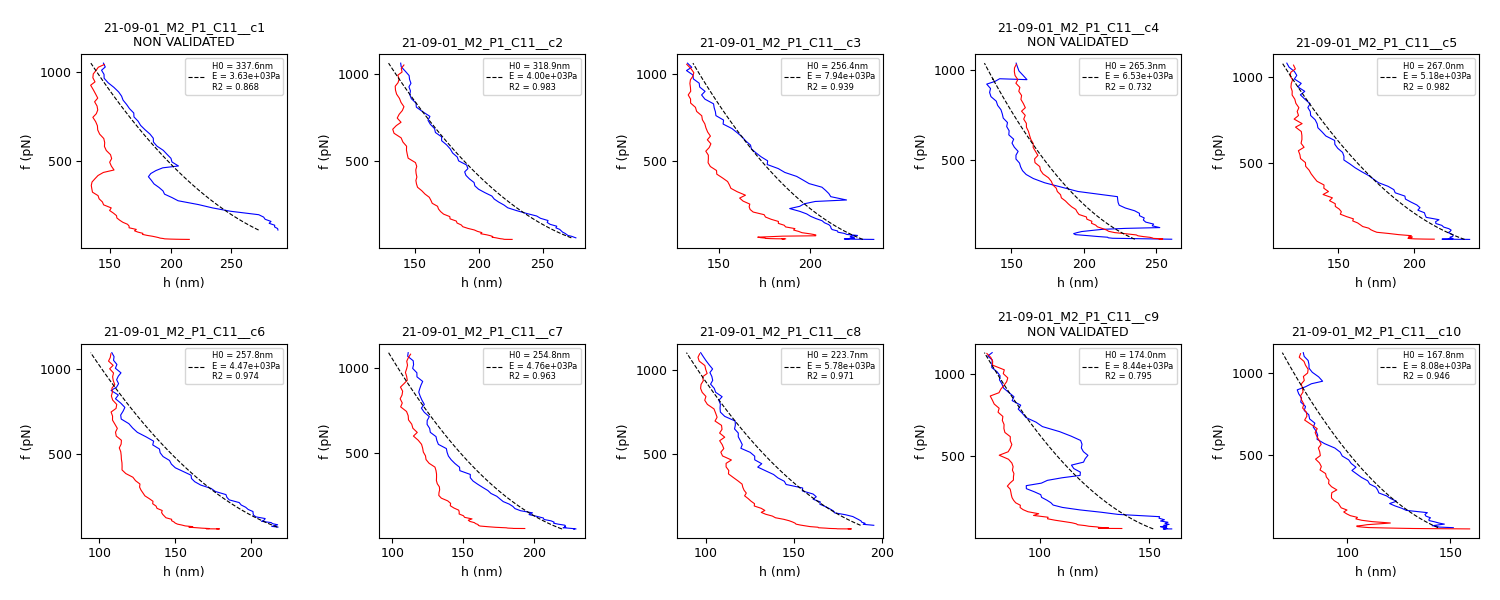 21-09-01_M2_P1_C11__c1
NON VALIDATED
H0 = 337.6nm
E = 3.63e+03Pa
R2 = 0.868
1000
500
f (pN)
150 200 250
h (nm)
21-09-01_M2_P1_C11__c2
H0 = 318.9nm
E = 4.00e+03Pa
R2 = 0.983
1000
500
f (pN)
150 200 250
h (nm)
21-09-01_M2_P1_C11__c3
H0 = 256.4nm
E = 7.94e+03Pa
R2 = 0.939
1000
500
f (pN)
150 200
h (nm)
21-09-01_M2_P1_C11__c4
NON VALIDATED
H0 = 265.3nm
E = 6.53e+03Pa
R2 = 0.732
1000
500
f (pN)
150 200 250
h (nm)
21-09-01_M2_P1_C11__c5
H0 = 267.0nm
E = 5.18e+03Pa
R2 = 0.982
1000
500
f (pN)
150 200
h (nm)
21-09-01_M2_P1_C11__c6
H0 = 257.8nm
E = 4.47e+03Pa
R2 = 0.974
1000
500
f (pN)
100 150 200
h (nm)
21-09-01_M2_P1_C11__c7
H0 = 254.8nm
E = 4.76e+03Pa
R2 = 0.963
1000
500
f (pN)
100 150 200
h (nm)
21-09-01_M2_P1_C11__c8
H0 = 223.7nm
E = 5.78e+03Pa
R2 = 0.971
1000
500
f (pN)
100 150 200
h (nm)
21-09-01_M2_P1_C11__c9
NON VALIDATED
H0 = 174.0nm
E = 8.44e+03Pa
R2 = 0.795
1000
500
f (pN)
100 150
h (nm)
21-09-01_M2_P1_C11__c10
H0 = 167.8nm
E = 8.08e+03Pa
R2 = 0.946
1000
500
f (pN)
100 150
h (nm)